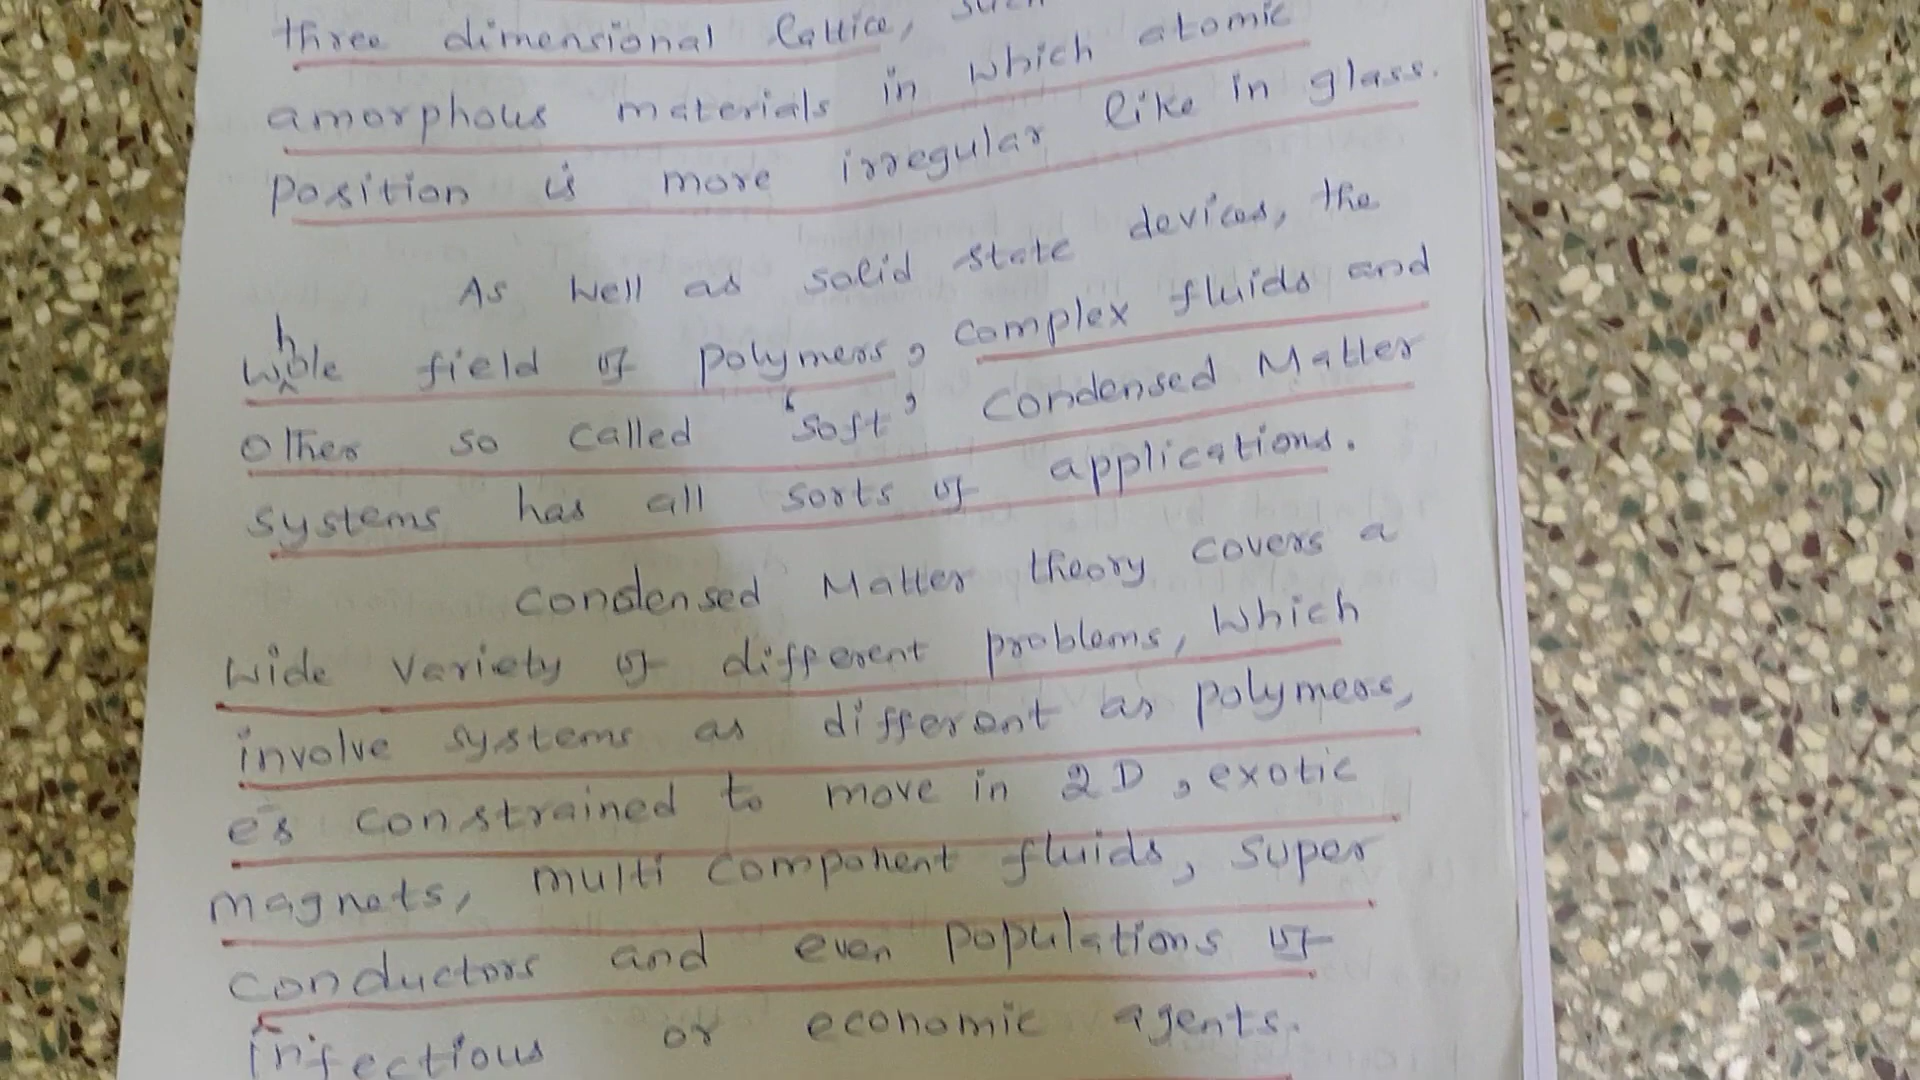 three dimensional lattice, such
amorphous materials in which atomic
position is more irregular like in glass.
As well as solid state devices, the
whole field of polymers, complex fluids and
other so called 'soft' condensed Matter
systems has all sorts of applications.
condensed Matter theory covers a
wide variety of different problems, which
involve systems as different as polymers,
e⁻s constrained to move in 2D, exotic
magnets, multi component fluids, super
conductors and even populations of
infectious or economic agents.